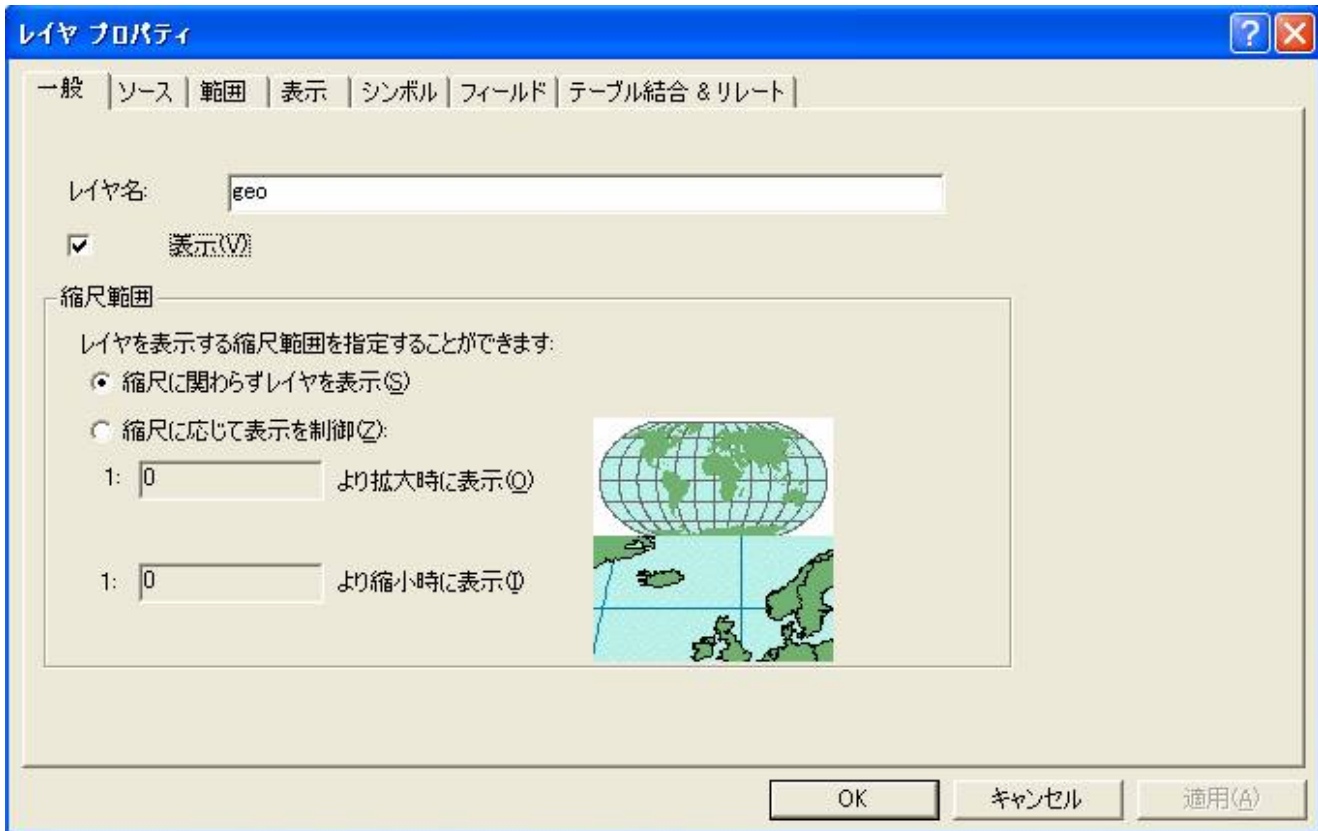 レイヤ プロパティ
一般 ソース 範囲 表示 シンボル フィールド テーブル結合 & リレート
レイヤ名: geo
表示(V)
縮尺範囲
レイヤを表示する縮尺範囲を指定することができます:
縮尺に関わらずレイヤを表示(S)
縮尺に応じて表示を制御(Z):
1: 0 より拡大時に表示(O)
1: 0 より縮小時に表示(I)
OK キャンセル 適用(A)